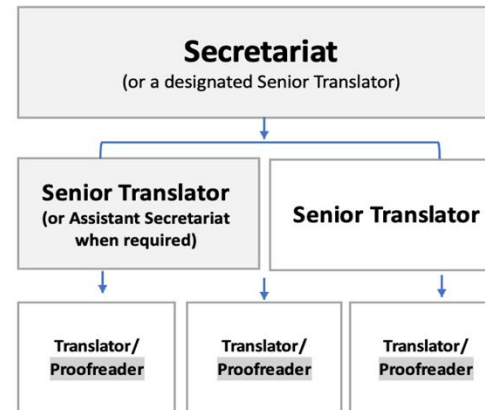 Secretariat
(or a designated Senior Translator)
Senior Translator
(or Assistant Secretariat
when required)
Senior Translator
Translator/
Proofreader
Translator/
Proofreader
Translator/
Proofreader